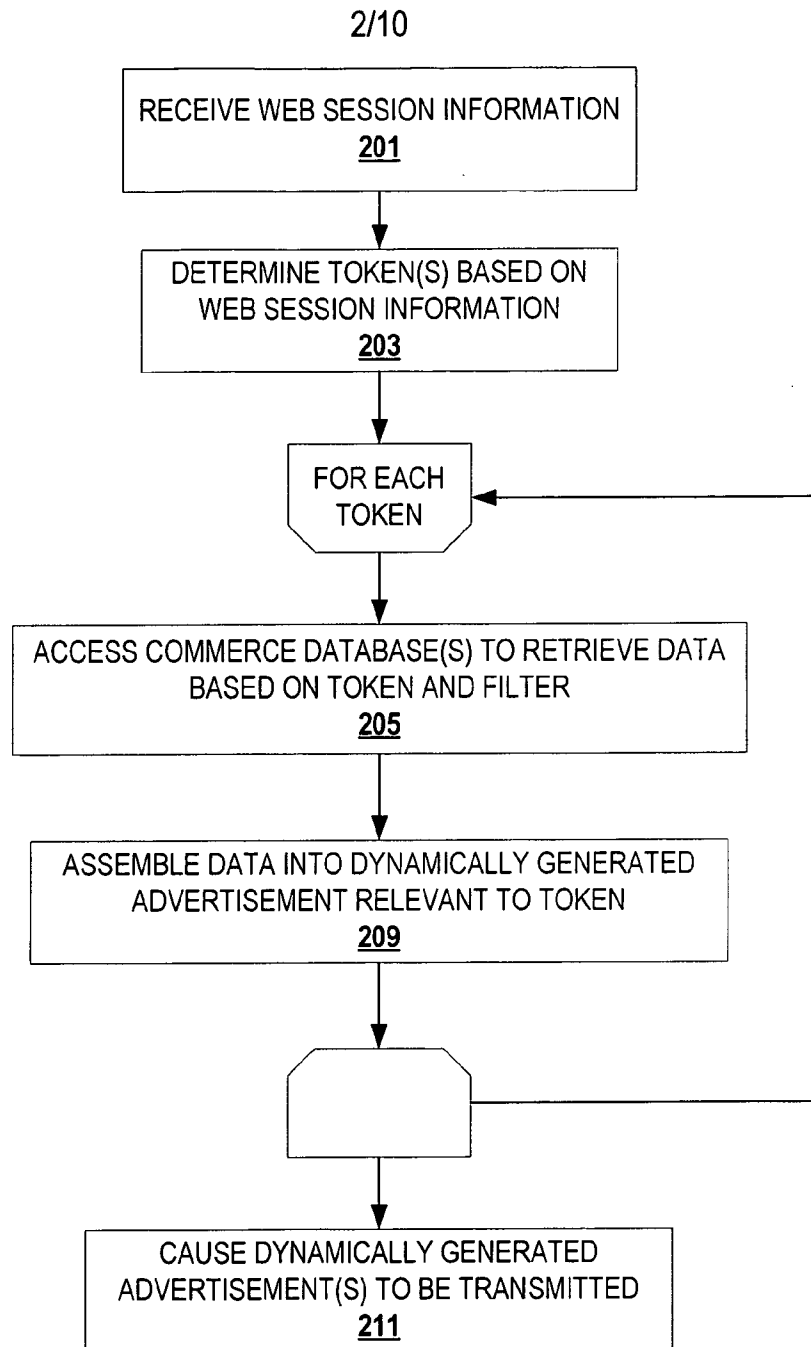 2/10
RECEIVE WEB SESSION INFORMATION
201
DETERMINE TOKEN(S) BASED ON
WEB SESSION INFORMATION
203
FOR EACH
TOKEN
ACCESS COMMERCE DATABASE(S) TO RETRIEVE DATA
BASED ON TOKEN AND FILTER
205
ASSEMBLE DATA INTO DYNAMICALLY GENERATED
ADVERTISEMENT RELEVANT TO TOKEN
209
CAUSE DYNAMICALLY GENERATED
ADVERTISEMENT(S) TO BE TRANSMITTED
211